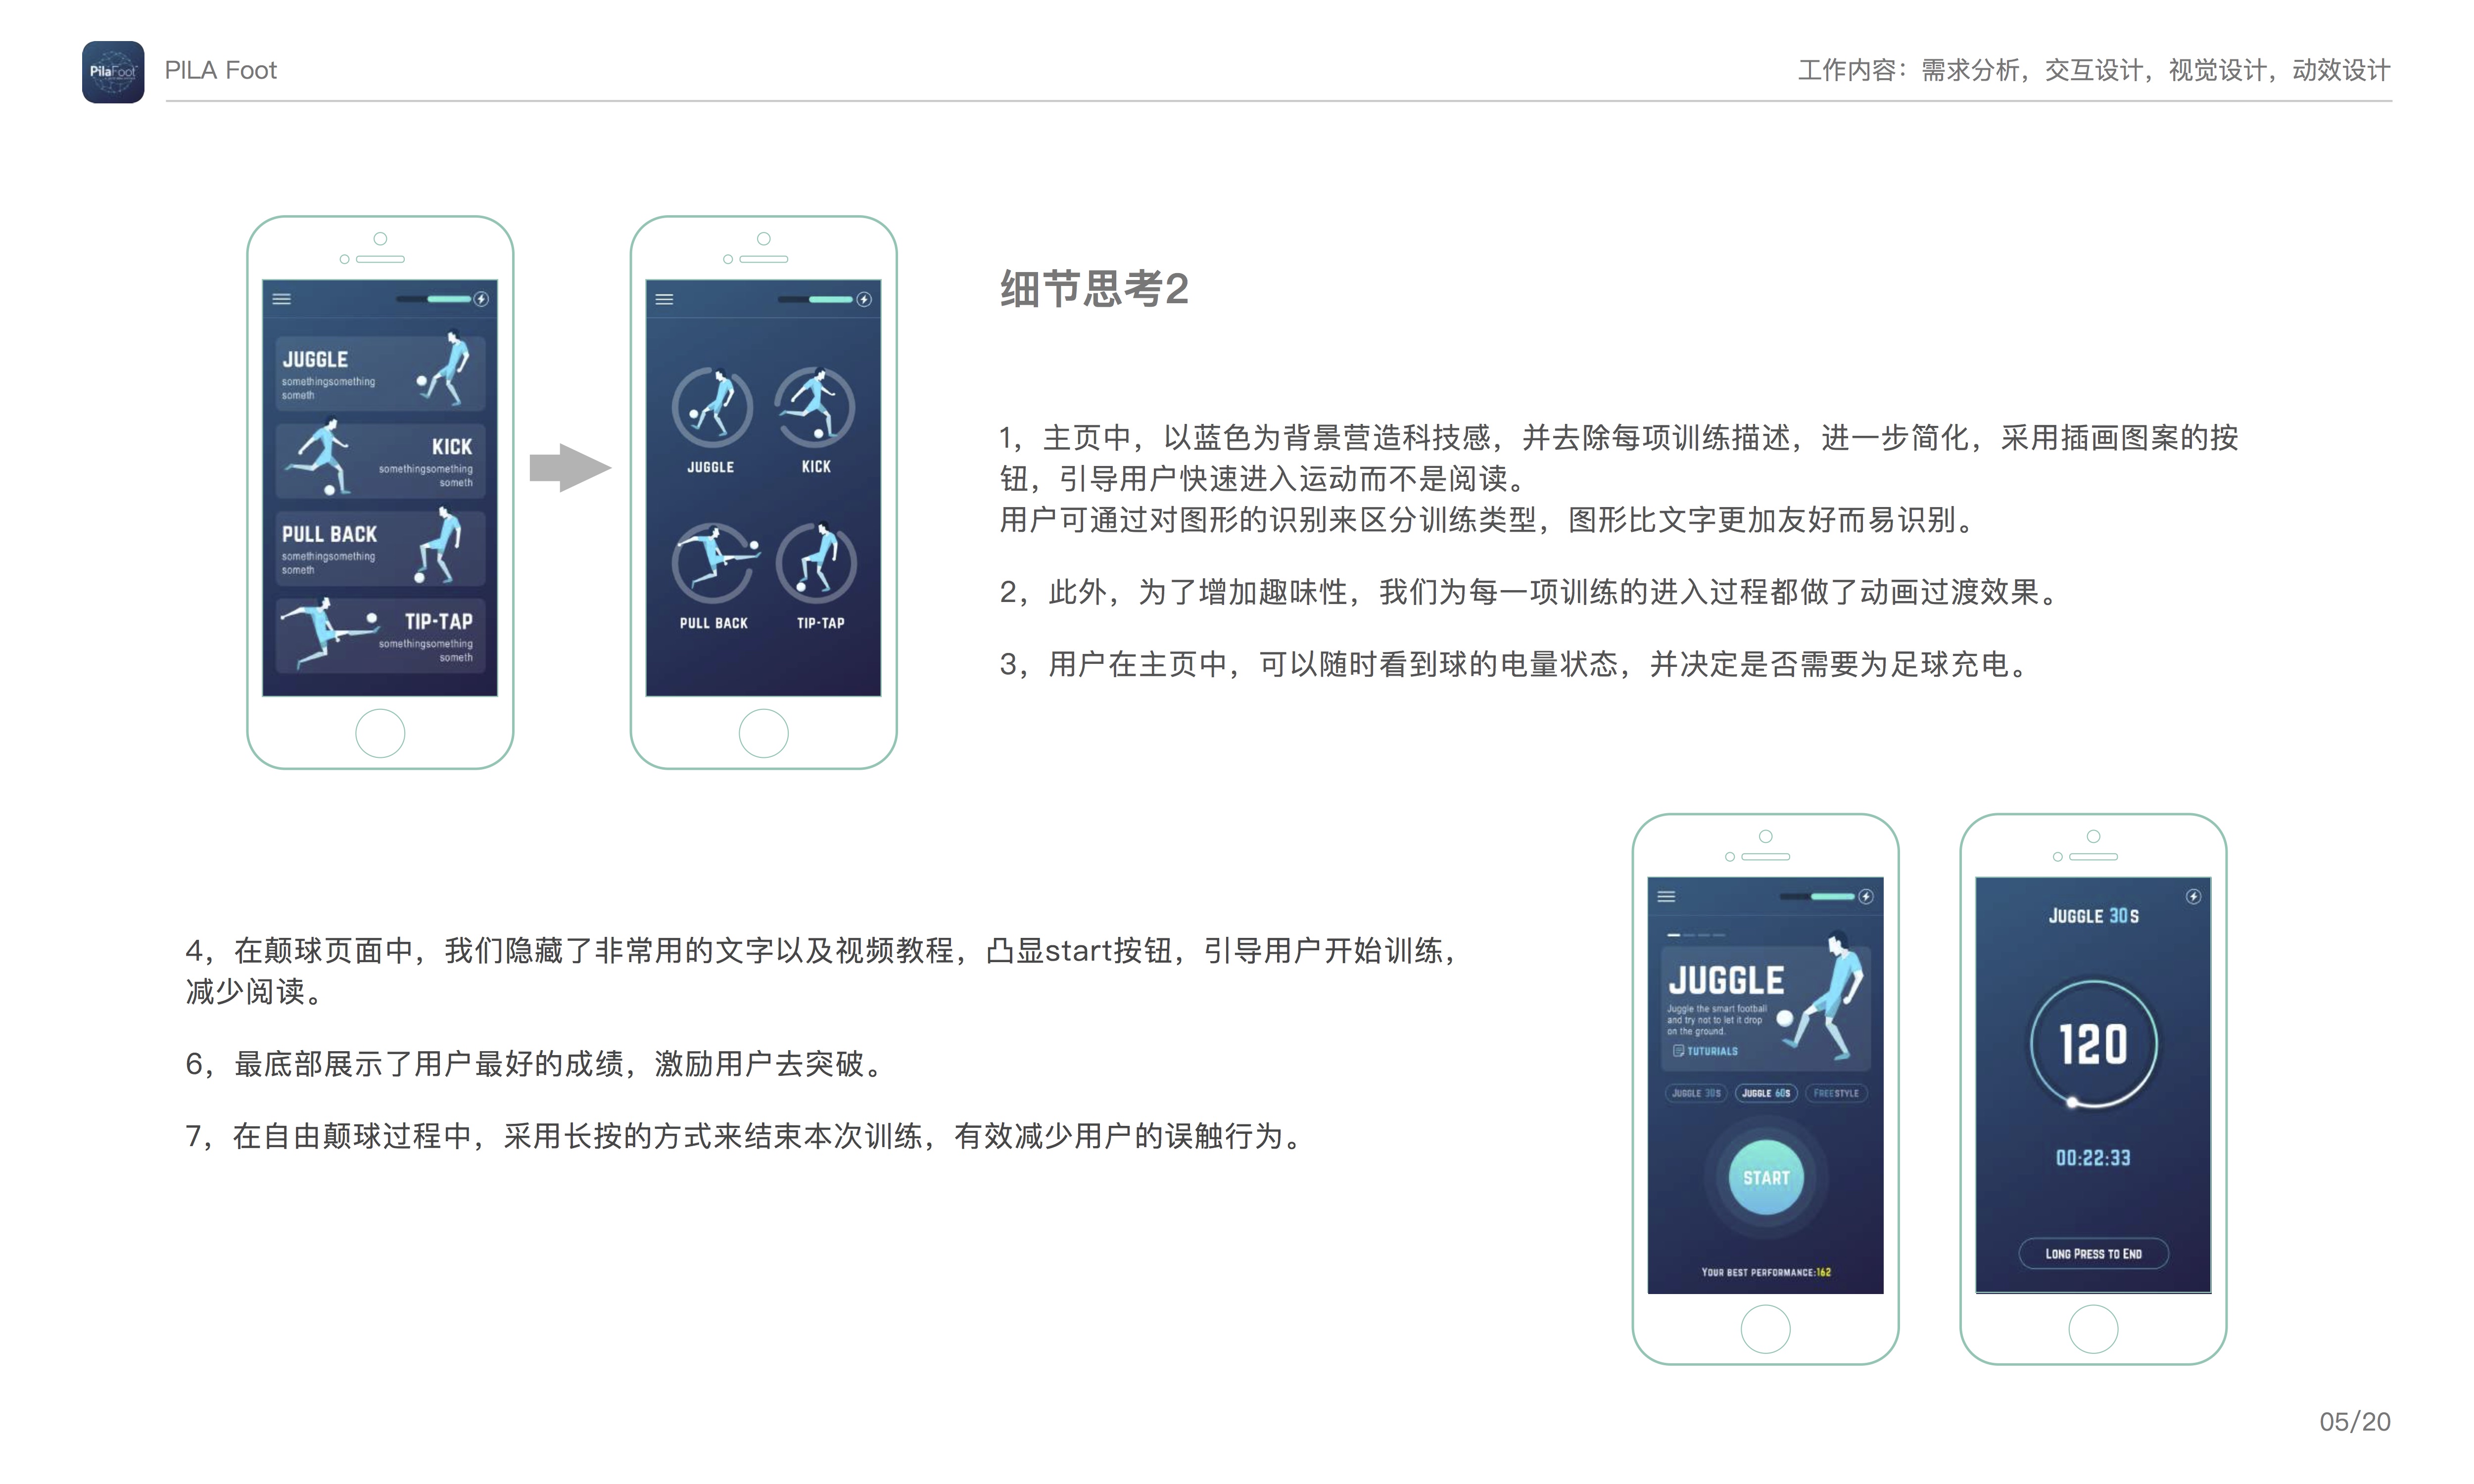 PilaFoot
PILA Foot
工作内容：需求分析，交互设计，视觉设计，动效设计
JUGGLE
somethingsomething
someth
KICK
somethingsomething
someth
PULL BACK
somethingsomething
someth
TIP-TAP
somethingsomething
someth
JUGGLE
KICK
PULL BACK
TIP-TAP
细节思考2
1，主页中，以蓝色为背景营造科技感，并去除每项训练描述，进一步简化，采用插画图案的按
钮，引导用户快速进入运动而不是阅读。
用户可通过对图形的识别来区分训练类型，图形比文字更加友好而易识别。
2，此外，为了增加趣味性，我们为每一项训练的进入过程都做了动画过渡效果。
3，用户在主页中，可以随时看到球的电量状态，并决定是否需要为足球充电。
4，在颠球页面中，我们隐藏了非常用的文字以及视频教程，凸显start按钮，引导用户开始训练，
减少阅读。
6，最底部展示了用户最好的成绩，激励用户去突破。
7，在自由颠球过程中，采用长按的方式来结束本次训练，有效减少用户的误触行为。
JUGGLE
Juggle the smart football
and try not to let it drop
on the ground.
TUTURIALS
JUGGLE 30S
JUGGLE 60S
FREESTYLE
START
YOUR BEST PERFORMANCE:162
JUGGLE 30S
120
00:22:33
LONG PRESS TO END
05/20